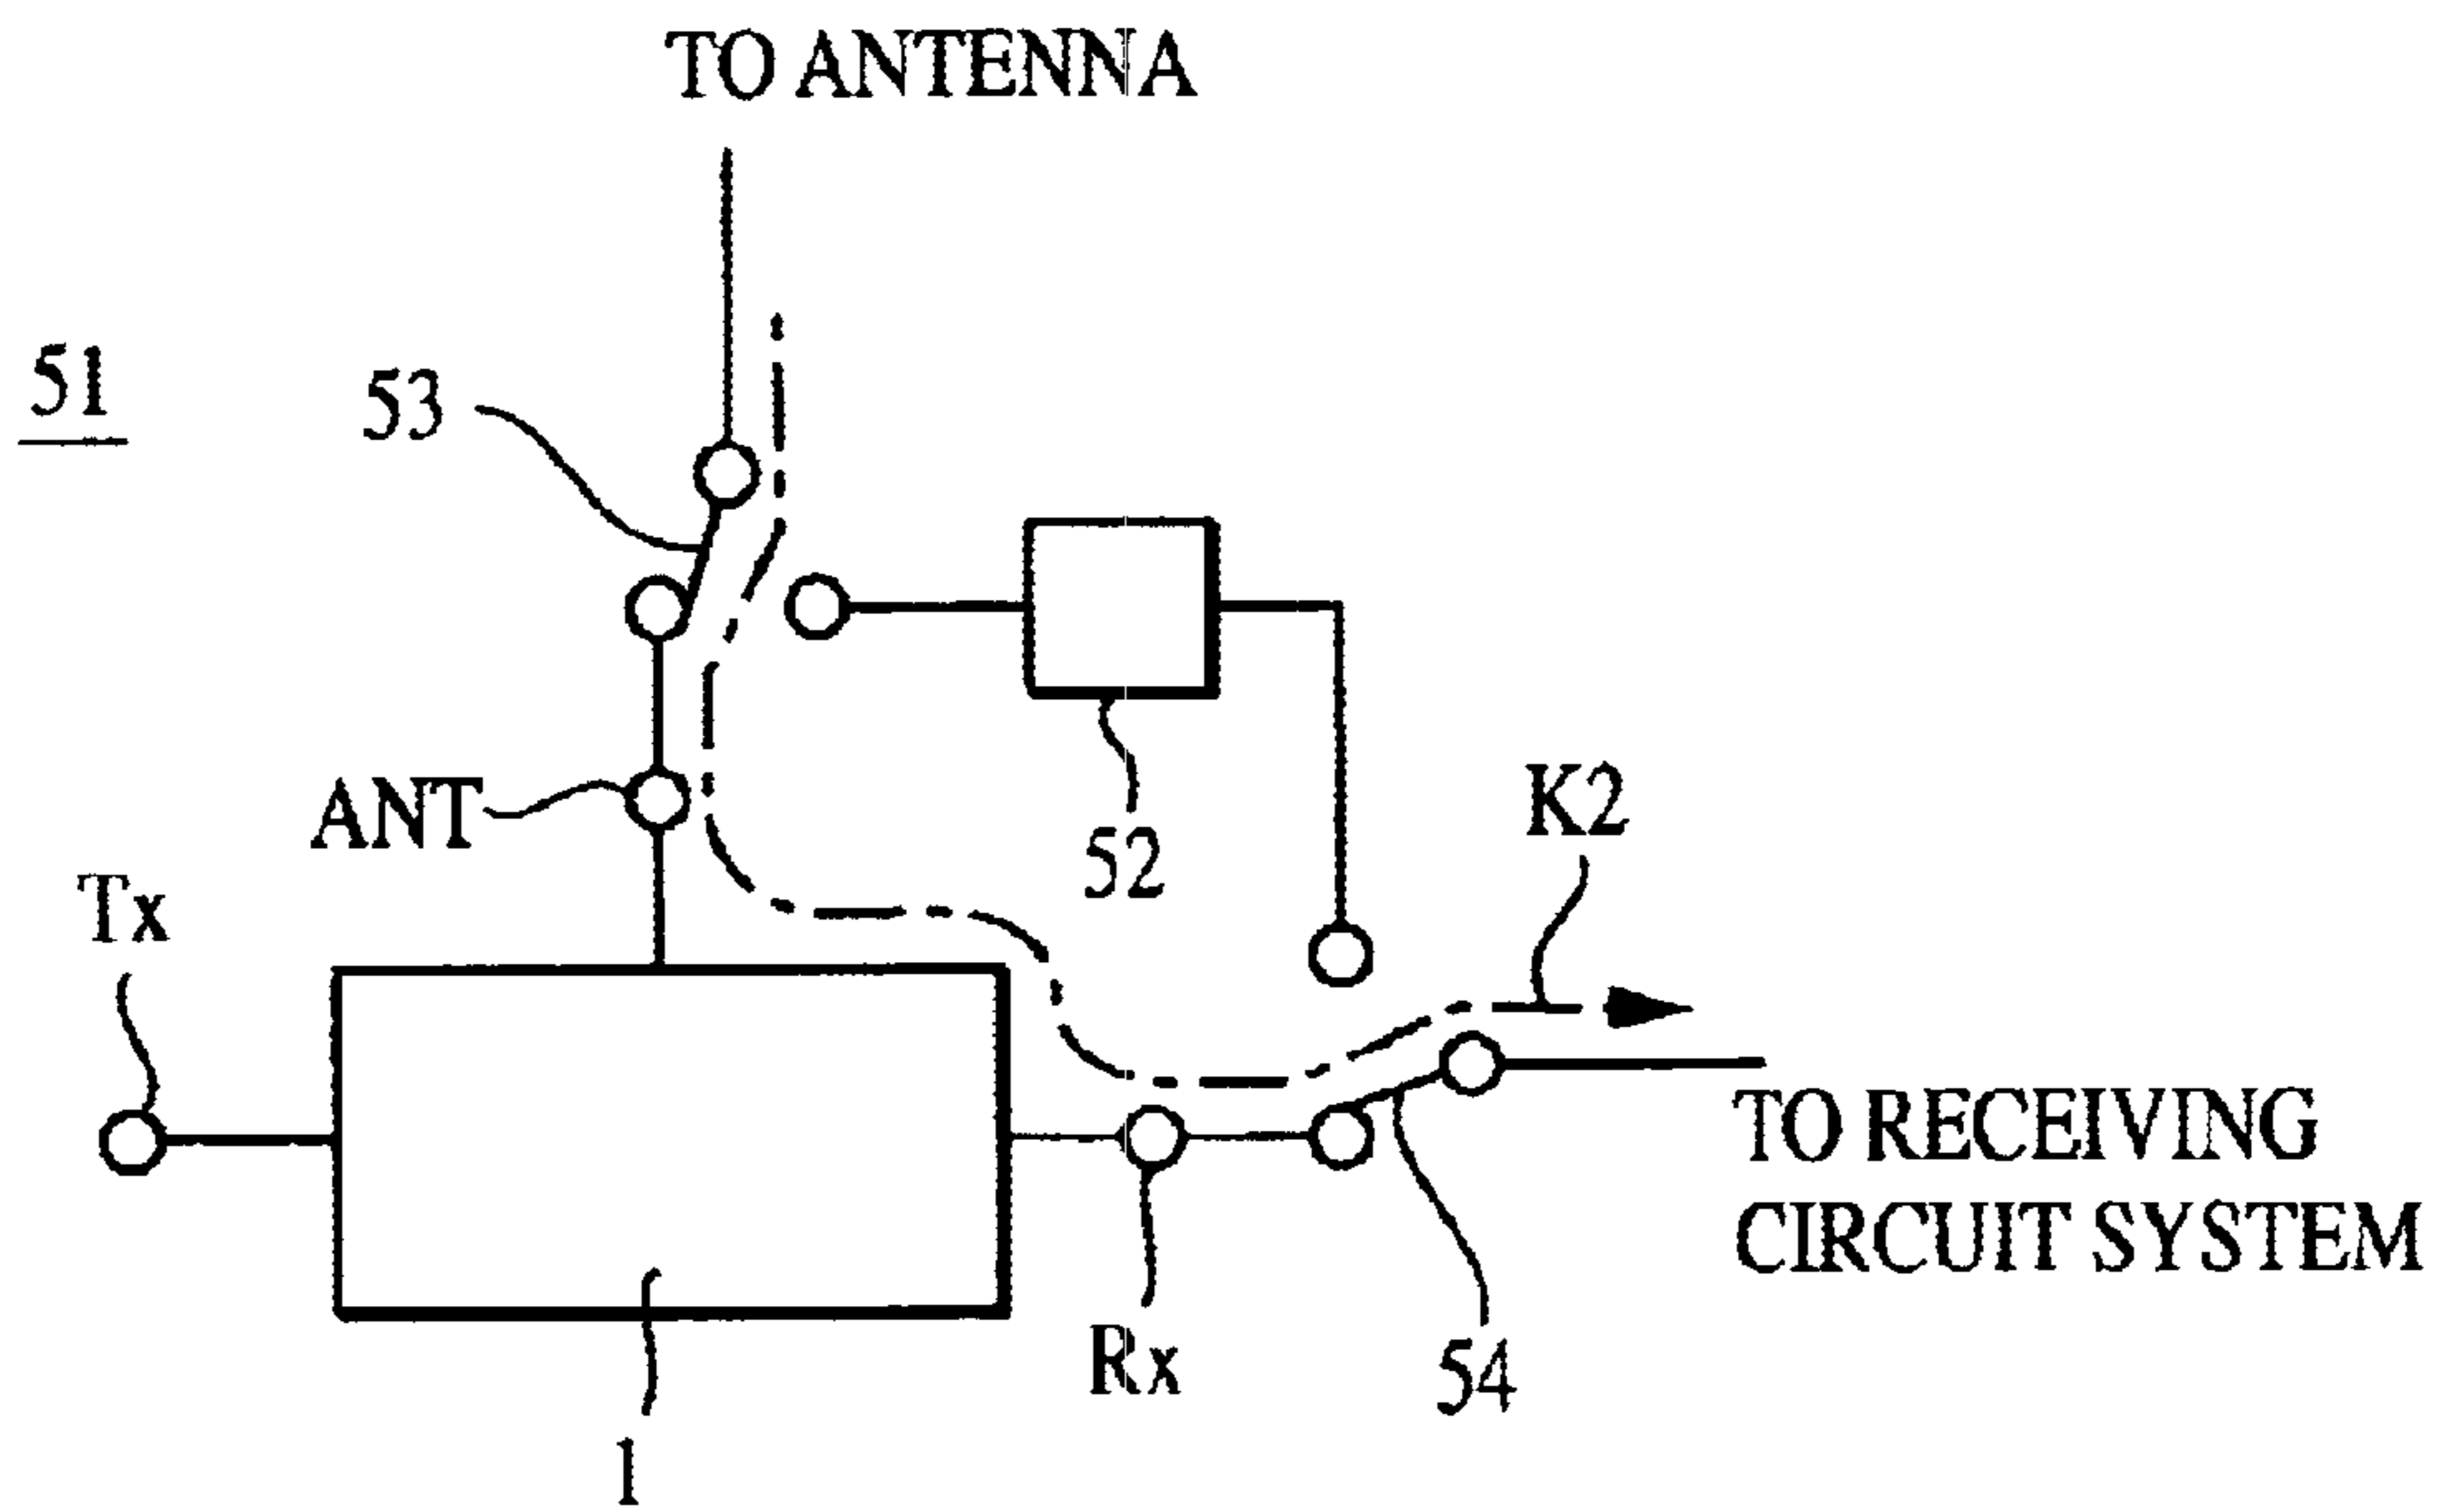 TO ANTENNA
51
53
ANT
52
K2
Tx
TO RECEIVING
CIRCUIT SYSTEM
Rx
54
1